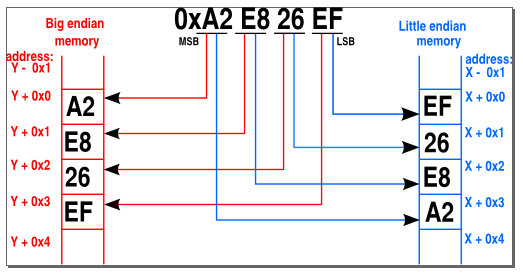 Big endian
memory
0xA2 E8 26 EF
MSB
LSB
Little endian
memory
address:
Y - 0x1
Y + 0x0
Y + 0x1
Y + 0x2
Y + 0x3
Y + 0x4
A2
E8
26
EF
address:
X - 0x1
X + 0x0
X + 0x1
X + 0x2
X + 0x3
X + 0x4
EF
26
E8
A2